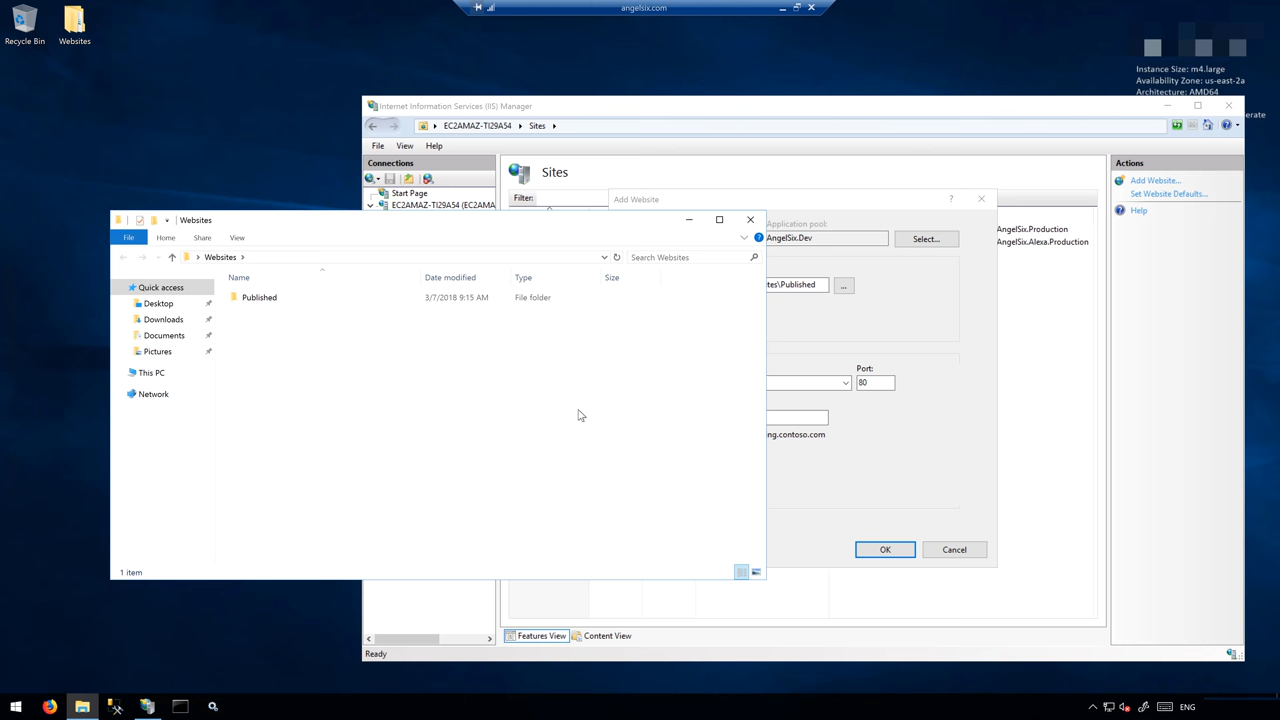 angelsix.com
Recycle Bin
Websites
Instance Size: m4.large
Availability Zone: us-east-2a
Architecture: AMD64
Internet Information Services (IIS) Manager
EC2AMAZ-TI29A54
Sites
File
View
Help
Connections
Start Page
EC2AMAZ-TI29A54 (EC2AMA
Sites
Filter:
Actions
Add Website...
Set Website Defaults...
Help
Add Website
?
Application pool:
AngelSix.Dev
Select...
tes\Published
...
Port:
80
ng.contoso.com
OK
Cancel
AngelSix.Production
AngelSix.Alexa.Production
Websites
File
Home
Share
View
Websites
Search Websites
Name
Date modified
Type
Size
Published
3/7/2018 9:15 AM
File folder
Quick access
Desktop
Downloads
Documents
Pictures
This PC
Network
1 item
Features View
Content View
Ready
ENG